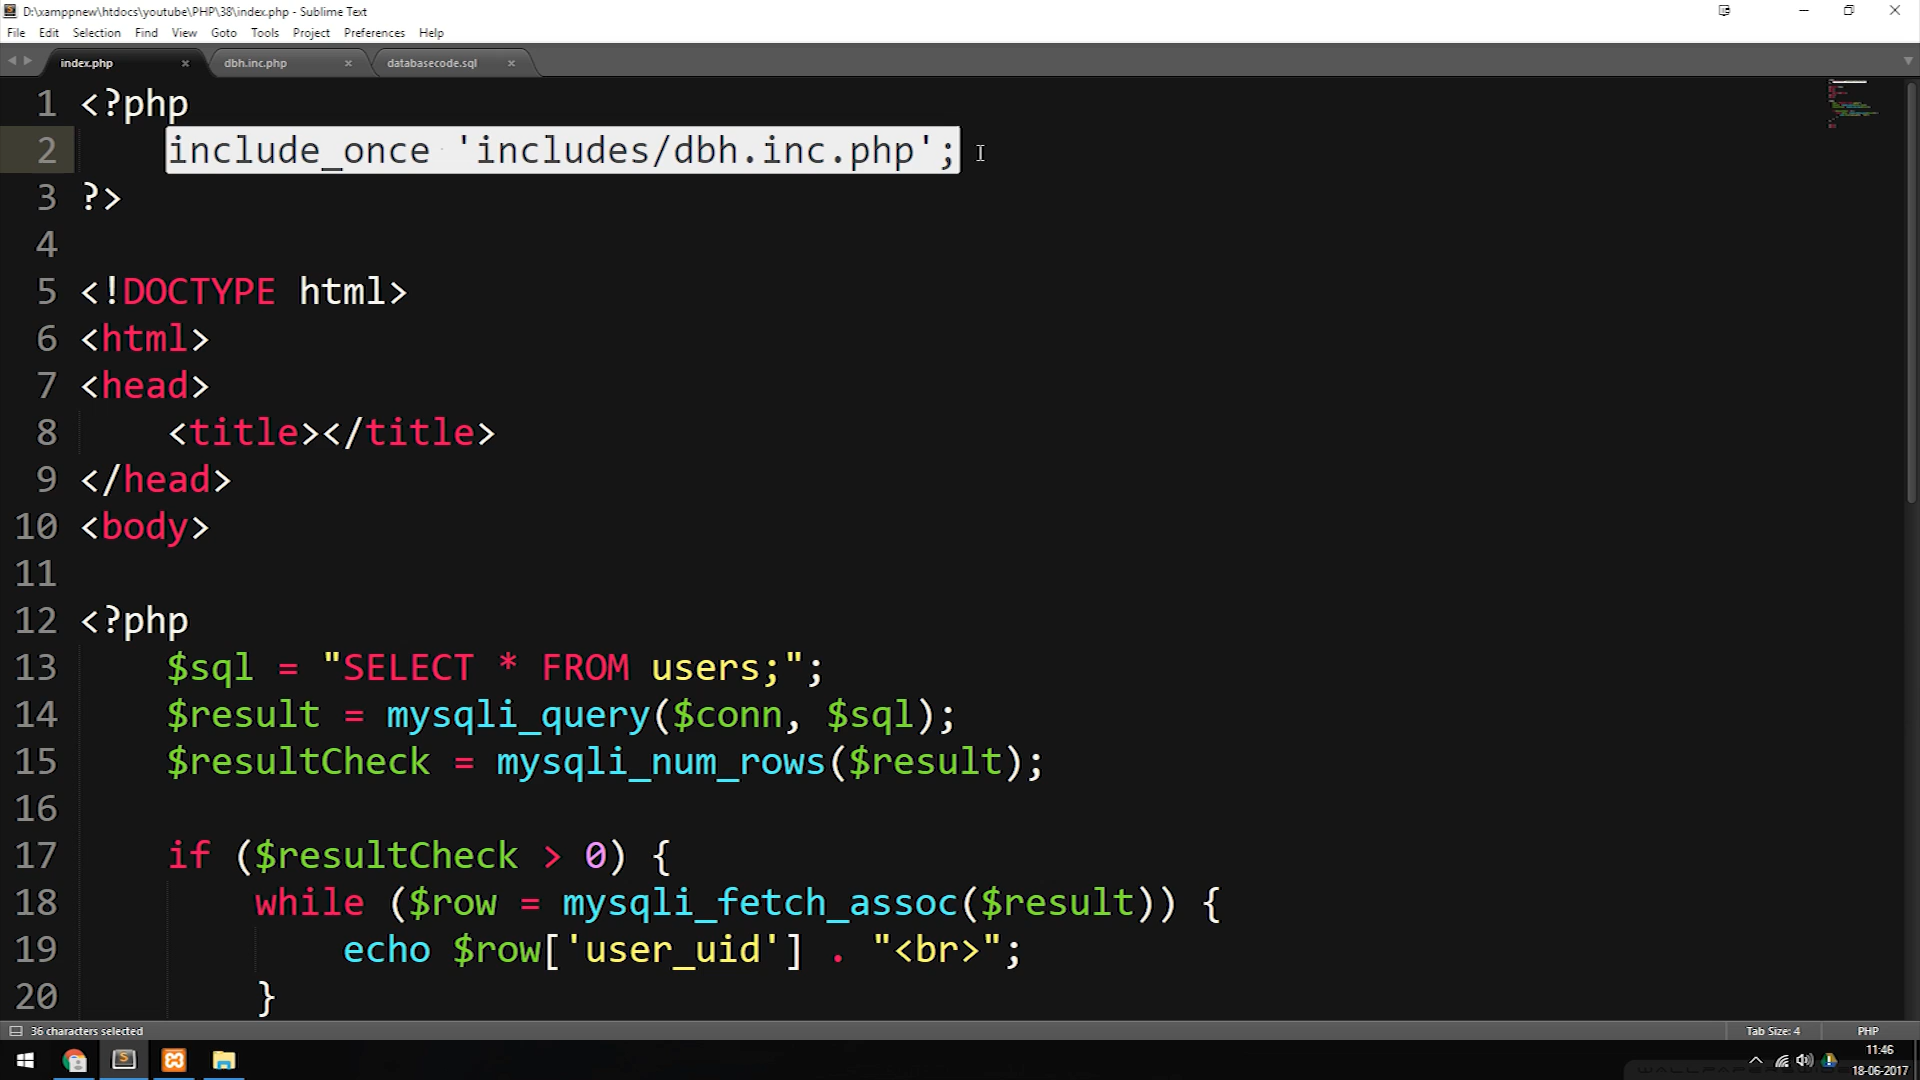 D:\xamppnew\htdocs\youtube\PHP\38\index.php - Sublime Text
File Edit Selection Find View Goto Tools Project Preferences Help
index.php × dbh.inc.php × databasecode.sql ×
1 <?php
2 include_once 'includes/dbh.inc.php';
3 ?>
4
5 <!DOCTYPE html>
6 <html>
7 <head>
8 <title></title>
9 </head>
10 <body>
11
12 <?php
13 $sql = "SELECT * FROM users;";
14 $result = mysqli_query($conn, $sql);
15 $resultCheck = mysqli_num_rows($result);
16
17 if ($resultCheck > 0) {
18 while ($row = mysqli_fetch_assoc($result)) {
19 echo $row['user_uid'] . "<br>";
20 }
36 characters selected Tab Size: 4 PHP
11:46
18-06-2017